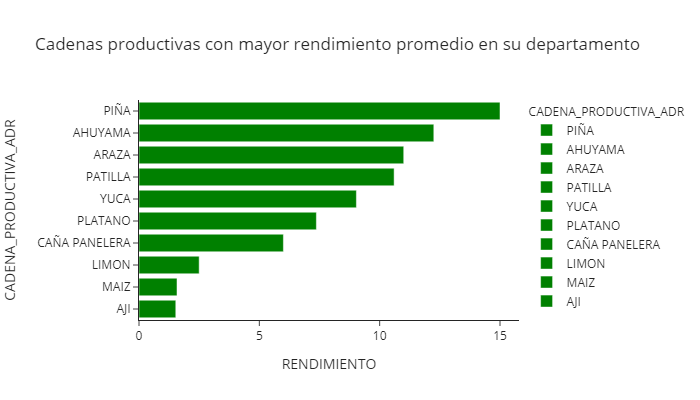 Cadenas productivas con mayor rendimiento promedio en su departamento
CADENA_PRODUCTIVA_ADR
PIÑA
AHUYAMA
ARAZA
PATILLA
YUCA
PLATANO
CAÑA PANELERA
LIMON
MAIZ
AJI
0 5 10 15
RENDIMIENTO
CADENA_PRODUCTIVA_ADR
PIÑA
AHUYAMA
ARAZA
PATILLA
YUCA
PLATANO
CAÑA PANELERA
LIMON
MAIZ
AJI